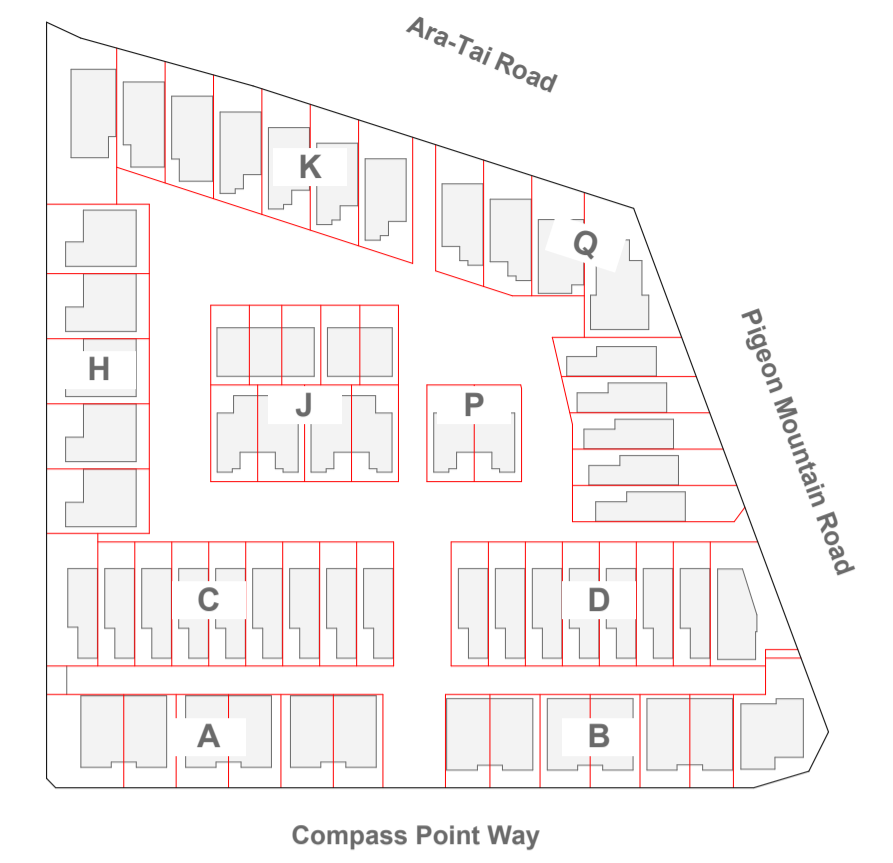 Ara-Tai Road
K
Q
Pigeon Mountain Road
H
J
P
C
D
A
B
Compass Point Way